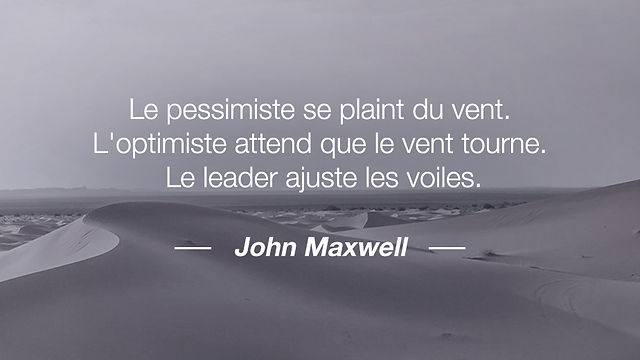 Le pessimiste se plaint du vent.
L'optimiste attend que le vent tourne.
Le leader ajuste les voiles.
— John Maxwell —